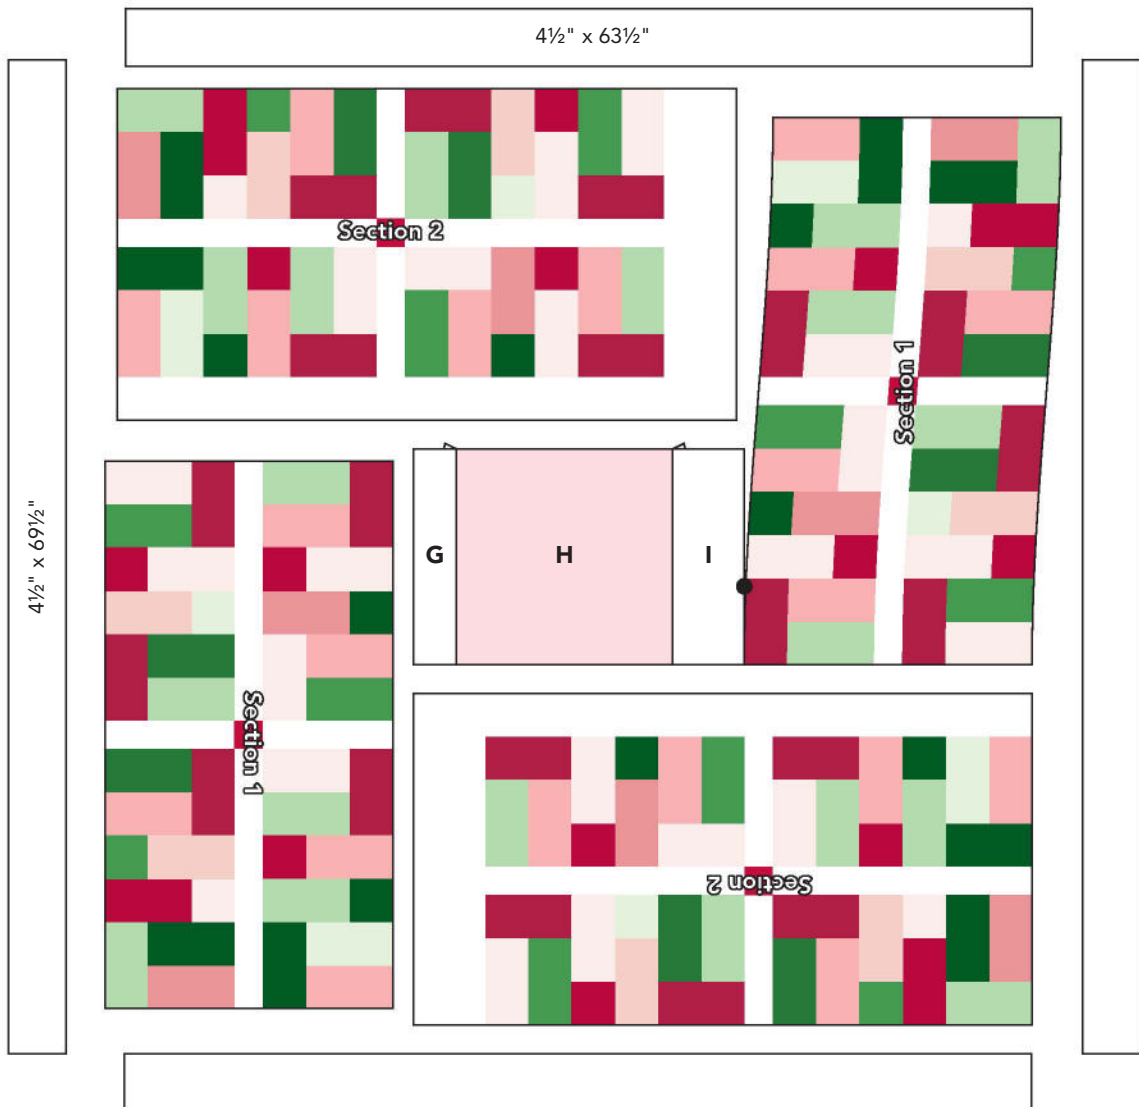 4½" x 63½"
Section 2
Section 1
4½" x 69½"
G H I
Section 1
Section 2